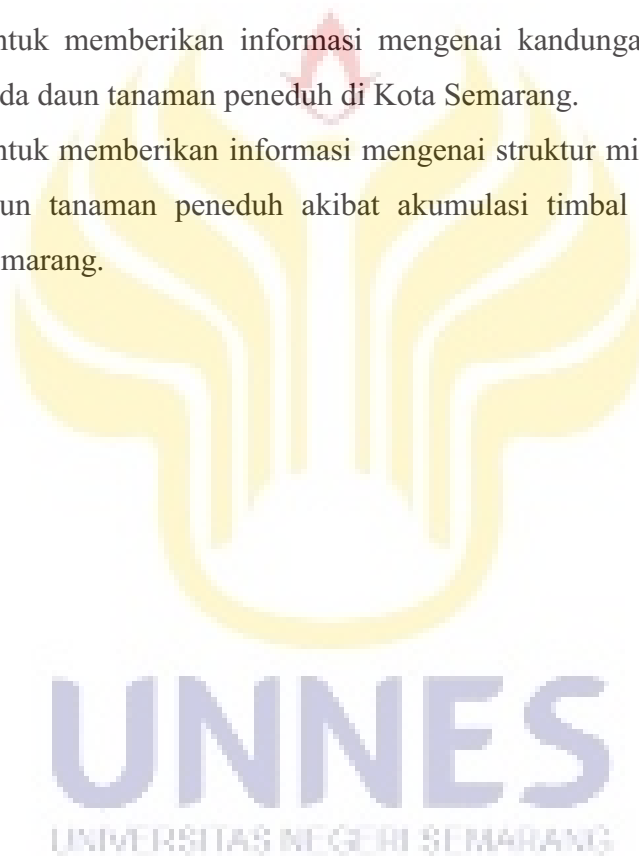 ntuk memberikan informasi mengenai kandunga
da daun tanaman peneduh di Kota Semarang.
ntuk memberikan informasi mengenai struktur mi
un tanaman peneduh akibat akumulasi timbal
emarang.
UNNES
UNIVERSITAS NEGERI SEMARANG